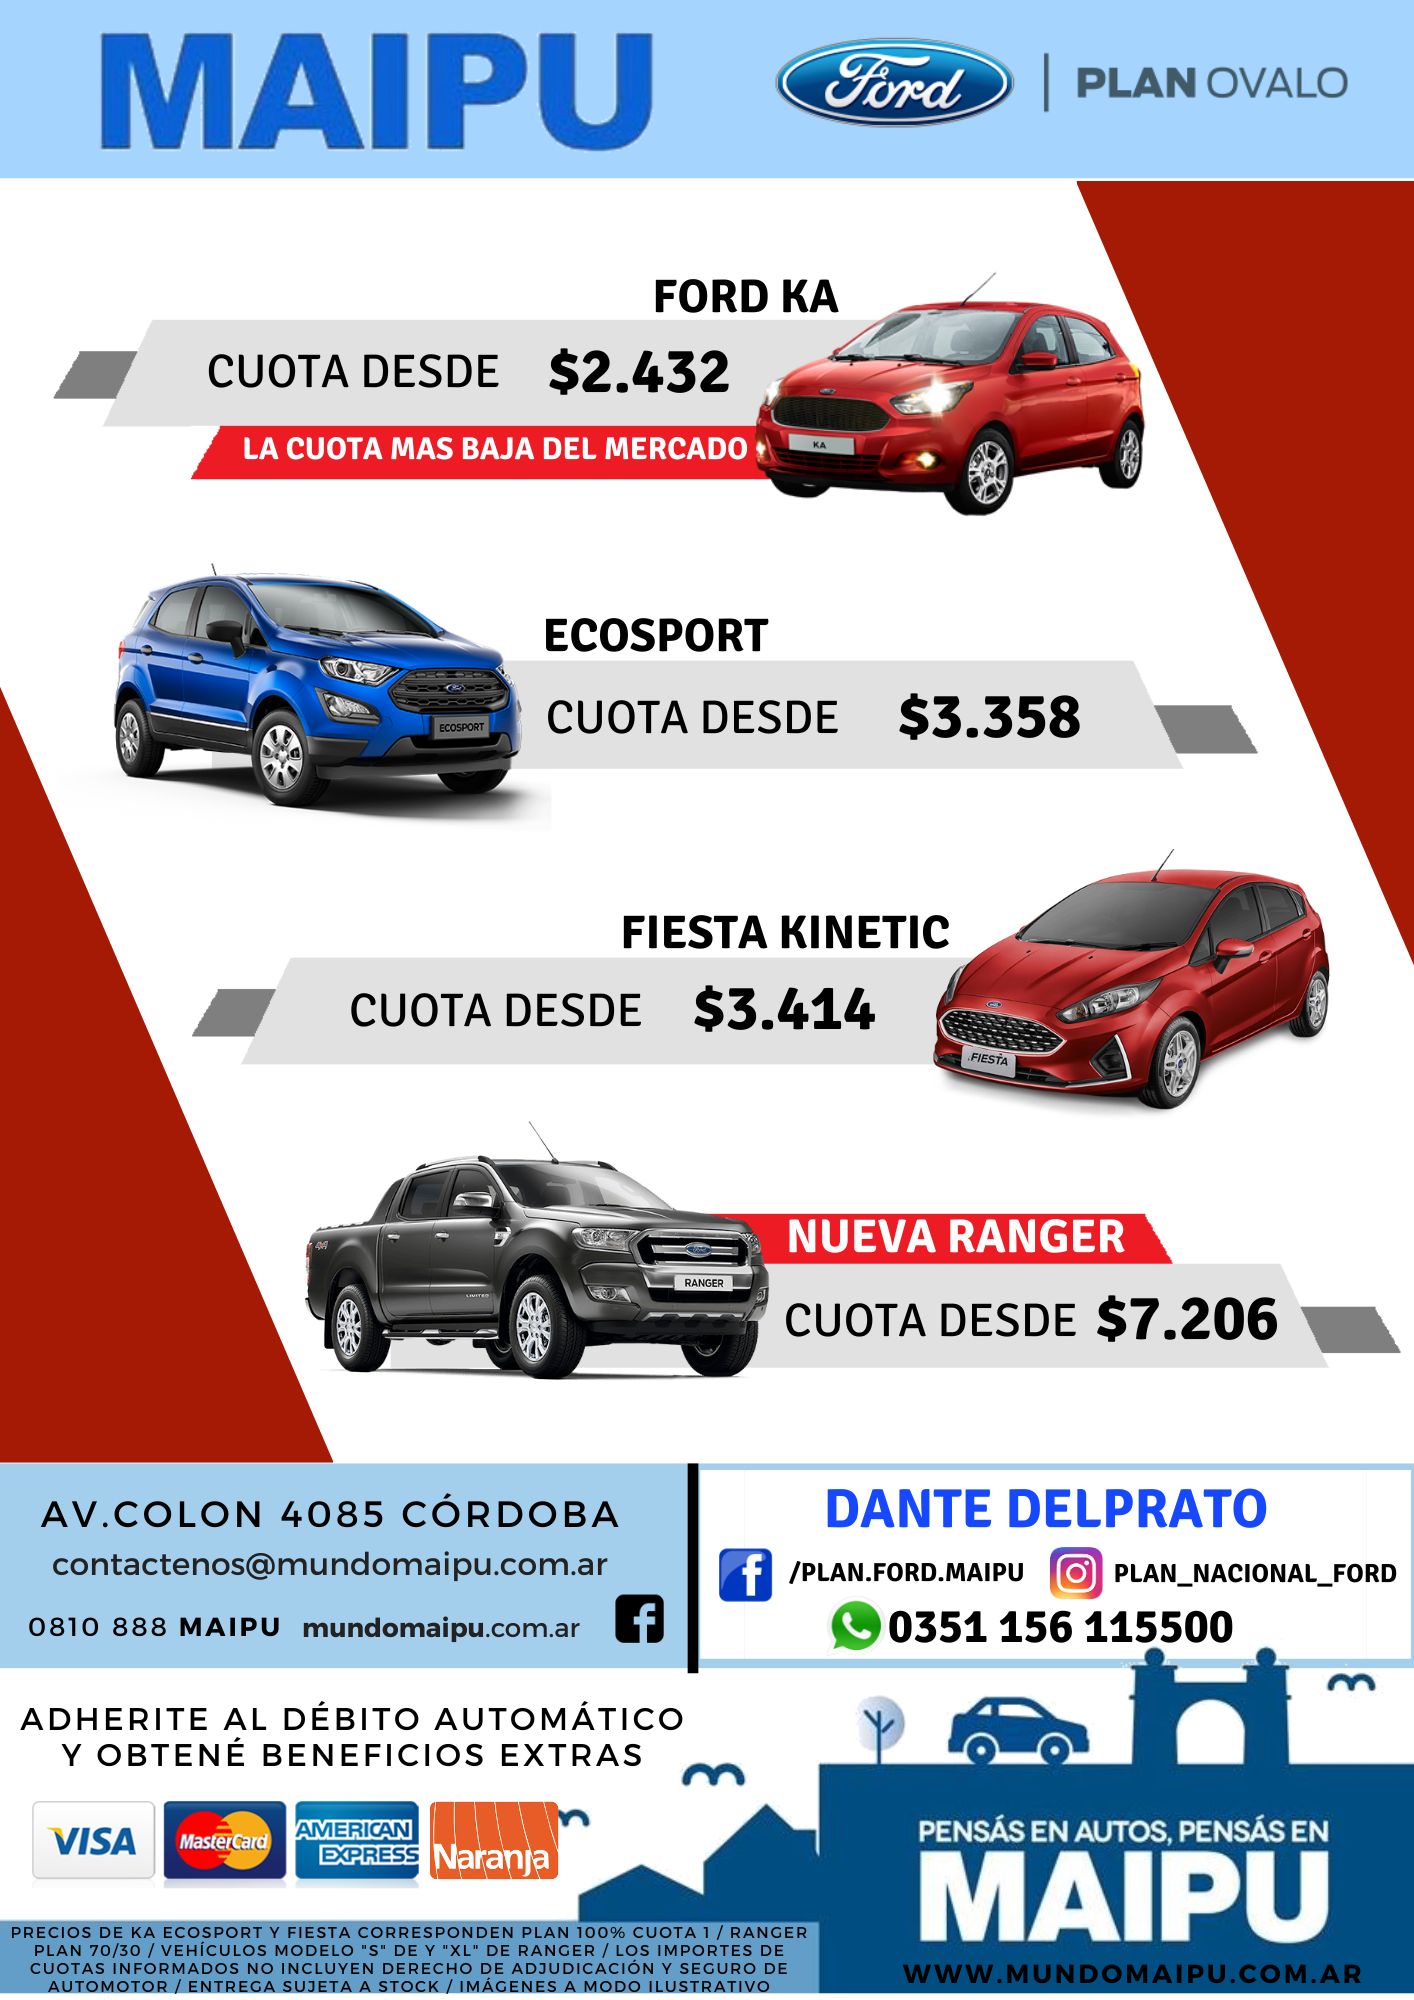 MAIPU
Ford | PLAN OVALO
FORD KA
CUOTA DESDE $2.432
LA CUOTA MAS BAJA DEL MERCADO
KA
ECOSPORT
CUOTA DESDE $3.358
ECOSPORT
FIESTA KINETIC
CUOTA DESDE $3.414
FIESTA
NUEVA RANGER
CUOTA DESDE $7.206
RANGER
LIMITED
4x4
AV.COLON 4085 CÓRDOBA
contactenos@mundomaipu.com.ar
0810 888 MAIPU mundomaipu.com.ar
DANTE DELPRATO
/PLAN.FORD.MAIPU PLAN_NACIONAL_FORD
0351 156 115500
ADHERITE AL DÉBITO AUTOMÁTICO
Y OBTENÉ BENEFICIOS EXTRAS
VISA MasterCard AMERICAN EXPRESS Naranja
PENSÁS EN AUTOS, PENSÁS EN
MAIPU
WWW.MUNDOMAIPU.COM.AR
PRECIOS DE KA ECOSPORT Y FIESTA CORRESPONDEN PLAN 100% CUOTA 1 / RANGER
PLAN 70/30 / VEHÍCULOS MODELO "S" DE Y "XL" DE RANGER / LOS IMPORTES DE
CUOTAS INFORMADOS NO INCLUYEN DERECHO DE ADJUDICACIÓN Y SEGURO DE
AUTOMOTOR / ENTREGA SUJETA A STOCK / IMÁGENES A MODO ILUSTRATIVO